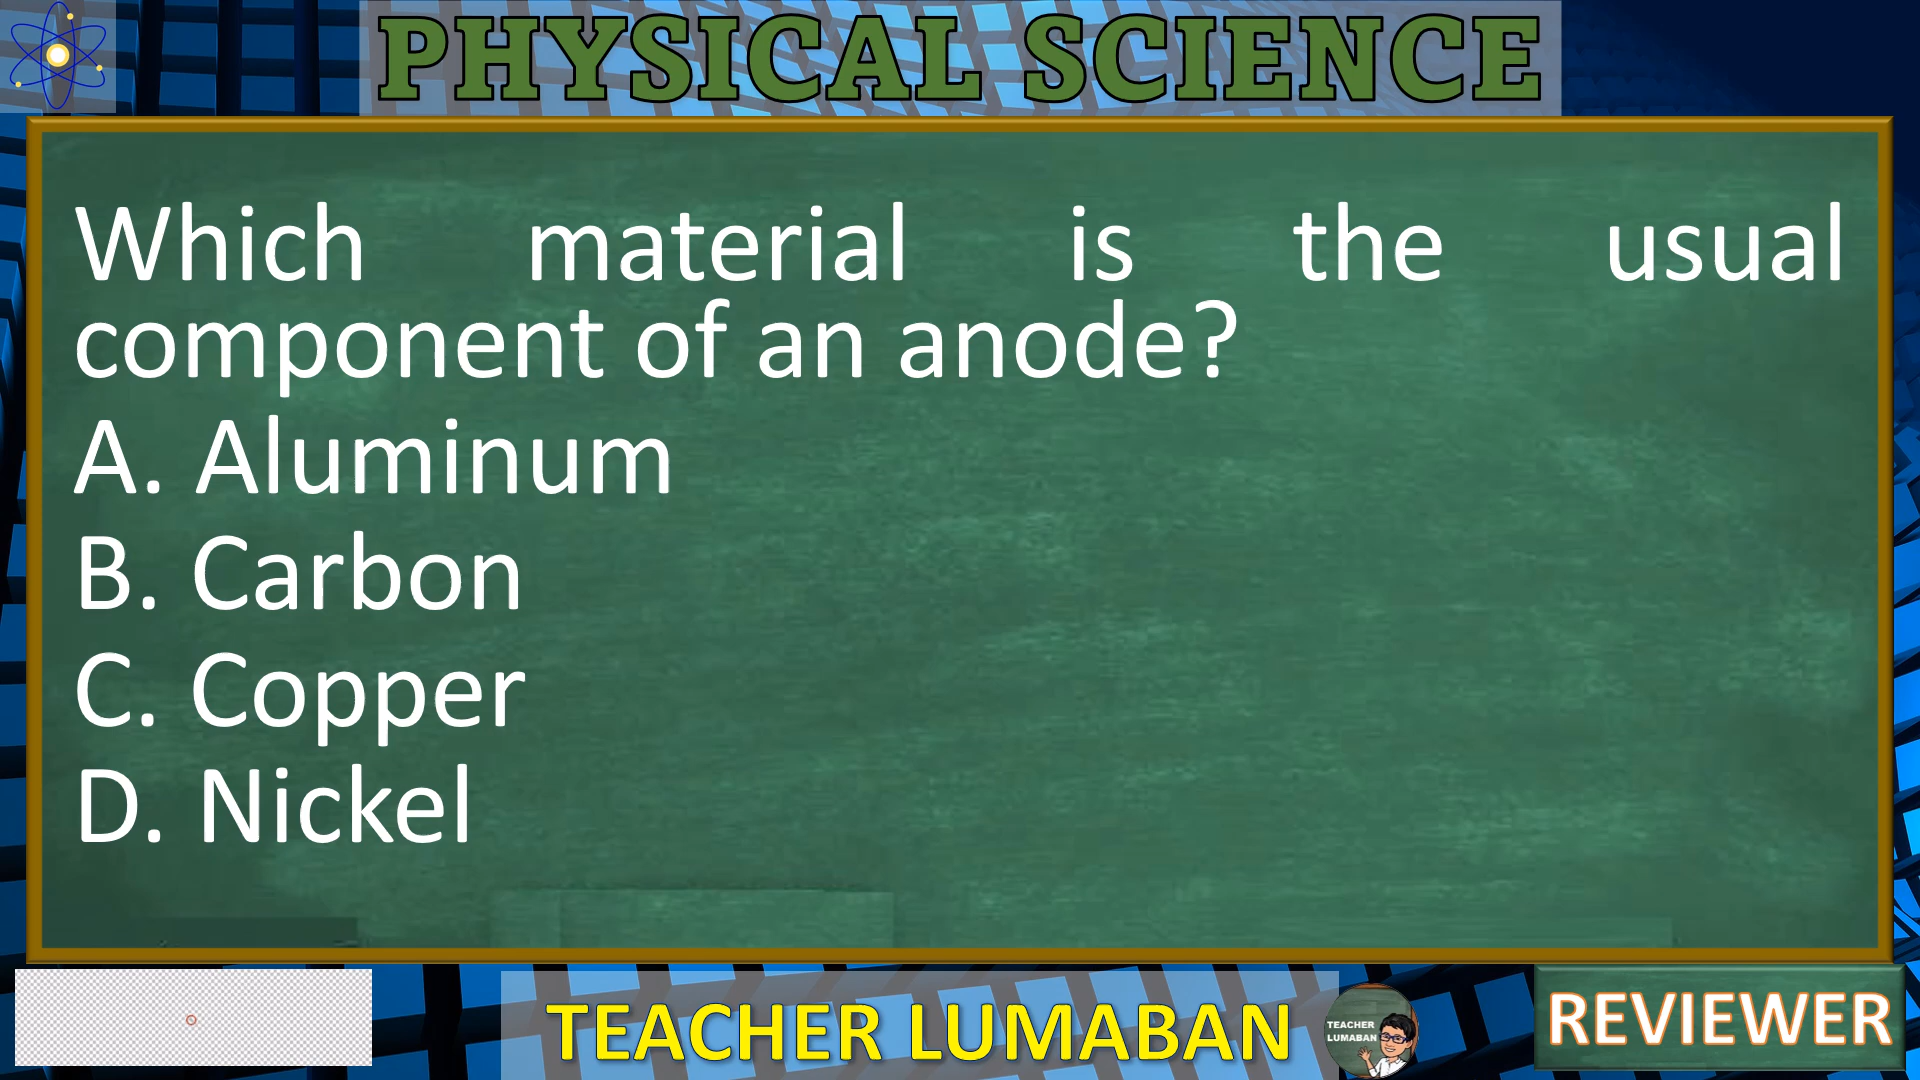 PHYSICAL SCIENCE
Which material is the usual
component of an anode?
A. Aluminum
B. Carbon
C. Copper
D. Nickel
TEACHER LUMABAN
TEACHER
LUMABAN
REVIEWER